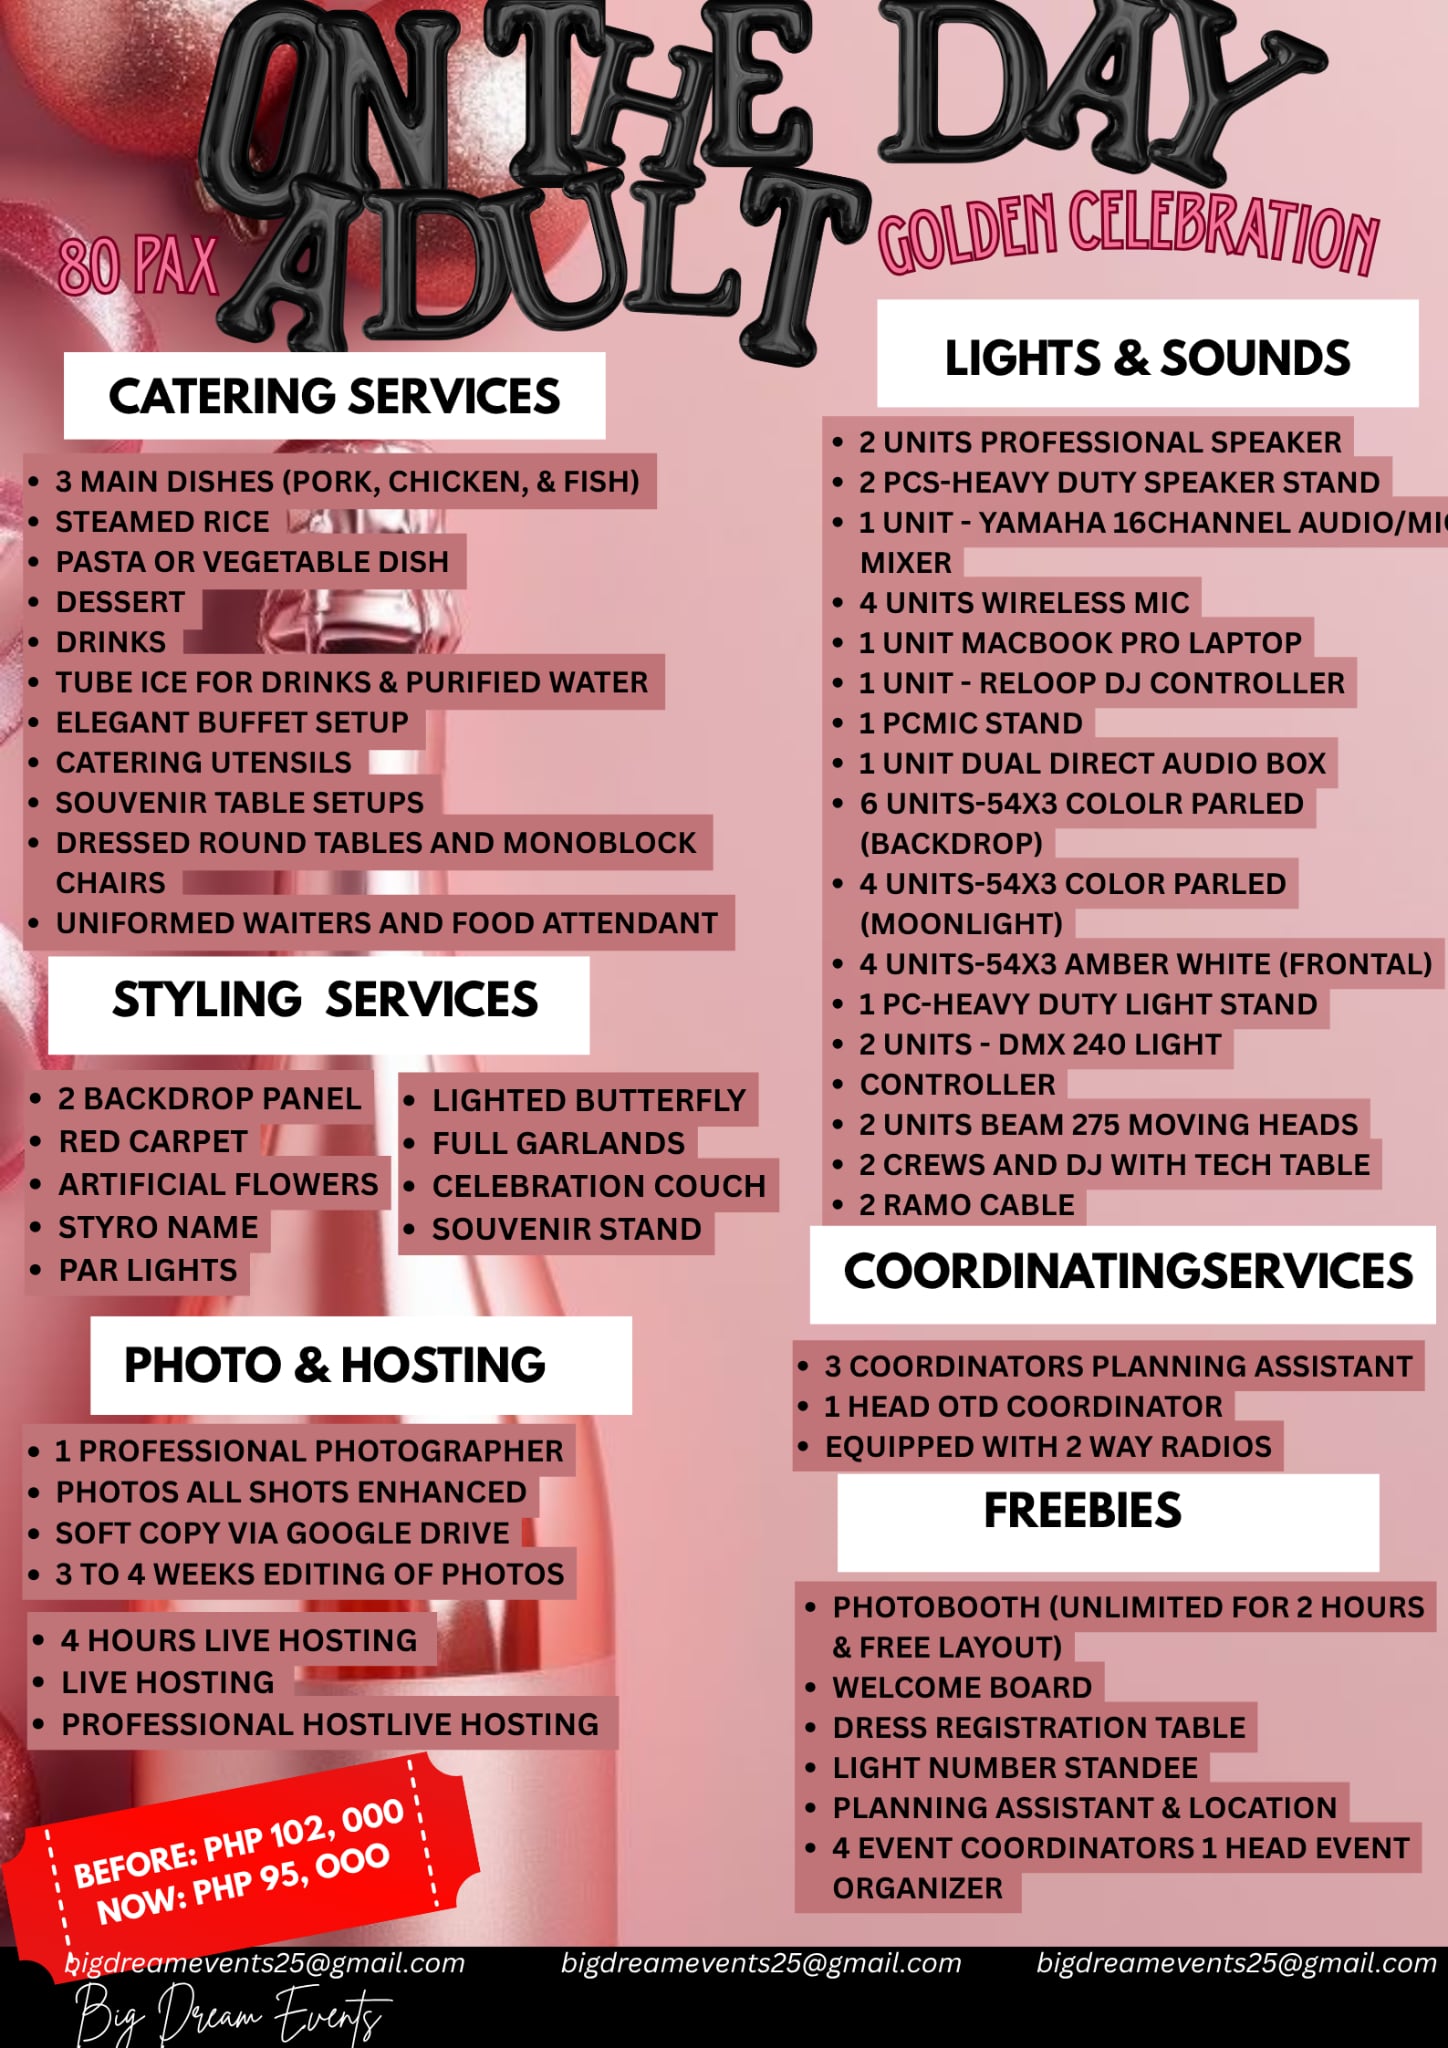 ON THE DAY
ADULT
80 PAX
GOLDEN CELEBRATION
CATERING SERVICES
• 3 MAIN DISHES (PORK, CHICKEN, & FISH)
• STEAMED RICE
• PASTA OR VEGETABLE DISH
• DESSERT
• DRINKS
• TUBE ICE FOR DRINKS & PURIFIED WATER
• ELEGANT BUFFET SETUP
• CATERING UTENSILS
• SOUVENIR TABLE SETUPS
• DRESSED ROUND TABLES AND MONOBLOCK
CHAIRS
• UNIFORMED WAITERS AND FOOD ATTENDANT
STYLING SERVICES
• 2 BACKDROP PANEL
• RED CARPET
• ARTIFICIAL FLOWERS
• STYRO NAME
• PAR LIGHTS
• LIGHTED BUTTERFLY
• FULL GARLANDS
• CELEBRATION COUCH
• SOUVENIR STAND
PHOTO & HOSTING
• 1 PROFESSIONAL PHOTOGRAPHER
• PHOTOS ALL SHOTS ENHANCED
• SOFT COPY VIA GOOGLE DRIVE
• 3 TO 4 WEEKS EDITING OF PHOTOS
• 4 HOURS LIVE HOSTING
• LIVE HOSTING
• PROFESSIONAL HOSTLIVE HOSTING
BEFORE: PHP 102, 000
NOW: PHP 95, 000
LIGHTS & SOUNDS
• 2 UNITS PROFESSIONAL SPEAKER
• 2 PCS-HEAVY DUTY SPEAKER STAND
• 1 UNIT - YAMAHA 16CHANNEL AUDIO/MIC
MIXER
• 4 UNITS WIRELESS MIC
• 1 UNIT MACBOOK PRO LAPTOP
• 1 UNIT - RELOOP DJ CONTROLLER
• 1 PCMIC STAND
• 1 UNIT DUAL DIRECT AUDIO BOX
• 6 UNITS-54X3 COLOLR PARLED
(BACKDROP)
• 4 UNITS-54X3 COLOR PARLED
(MOONLIGHT)
• 4 UNITS-54X3 AMBER WHITE (FRONTAL)
• 1 PC-HEAVY DUTY LIGHT STAND
• 2 UNITS - DMX 240 LIGHT
• CONTROLLER
• 2 UNITS BEAM 275 MOVING HEADS
• 2 CREWS AND DJ WITH TECH TABLE
• 2 RAMO CABLE
COORDINATINGSERVICES
• 3 COORDINATORS PLANNING ASSISTANT
• 1 HEAD OTD COORDINATOR
• EQUIPPED WITH 2 WAY RADIOS
FREEBIES
• PHOTOBOOTH (UNLIMITED FOR 2 HOURS
& FREE LAYOUT)
• WELCOME BOARD
• DRESS REGISTRATION TABLE
• LIGHT NUMBER STANDEE
• PLANNING ASSISTANT & LOCATION
• 4 EVENT COORDINATORS 1 HEAD EVENT
ORGANIZER
bigdreamevents25@gmail.com bigdreamevents25@gmail.com bigdreamevents25@gmail.com
Big Dream Events